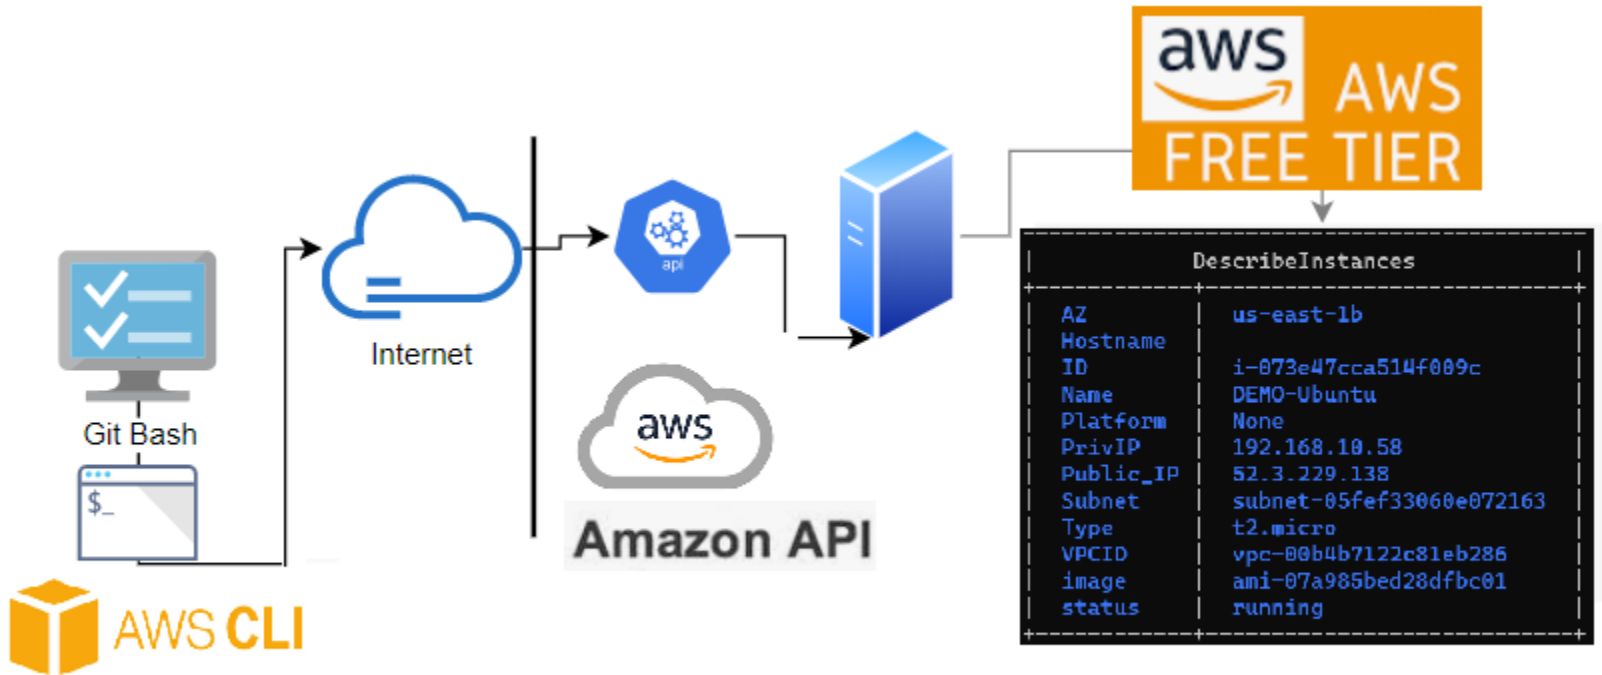 Git Bash
$_
AWS CLI
Internet
api
aws
Amazon API
aws
AWS
FREE TIER
DescribeInstances
AZ us-east-1b
Hostname
ID i-073e47cca514f009c
Name DEMO-Ubuntu
Platform None
PrivIP 192.168.10.58
Public_IP 52.3.229.138
Subnet subnet-05fef33060e072163
Type t2.micro
VPCID vpc-00b4b7122c81eb286
image ami-07a985bed28dfbc01
status running